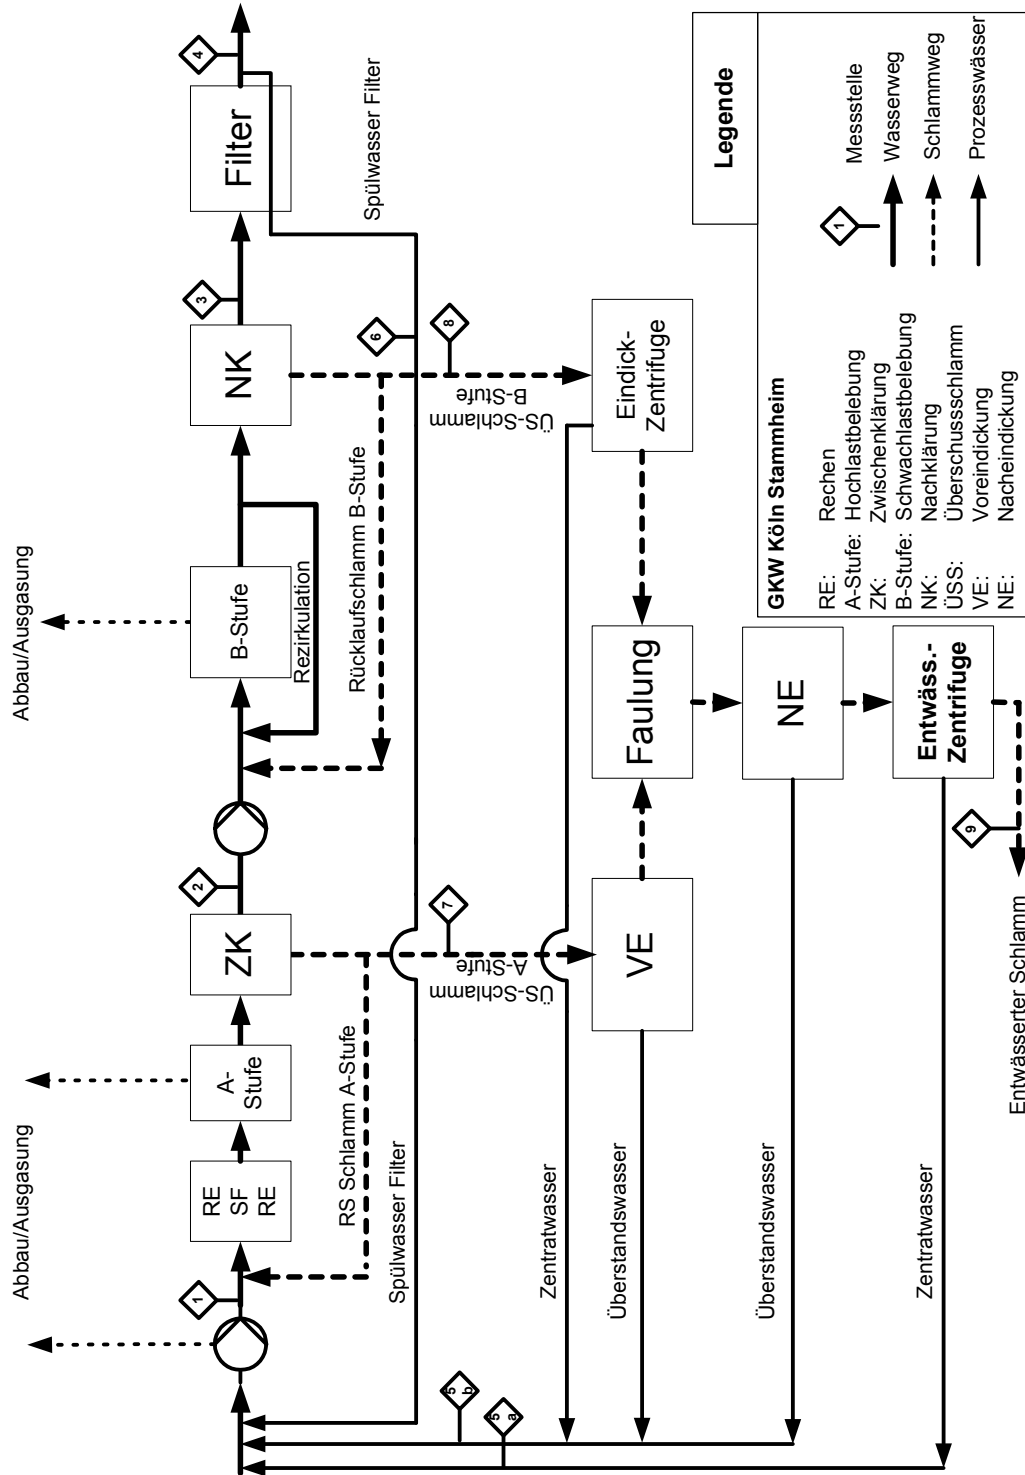 Abbau/Ausgasung
Abbau/Ausgasung
1
RE
SF
RE
A-
Stufe
ZK
2
B-Stufe
Rezirkulation
NK
3
Filter
4
RS Schlamm A-Stufe
Rücklaufschlamm B-Stufe
Spülwasser Filter
Spülwasser Filter
6
ÜS-Schlamm
A-Stufe
7
ÜS-Schlamm
B-Stufe
8
5
b
5
a
Zentratwasser
Überstandswasser
VE
Faulung
Eindick-
Zentrifuge
Überstandswasser
NE
Zentratwasser
Entwäss.-
Zentrifuge
9
Entwässerter Schlamm
Legende
GKW Köln Stammheim
RE: Rechen
A-Stufe: Hochlastbelebung
ZK: Zwischenklärung
B-Stufe: Schwachlastbelebung
NK: Nachklärung
ÜSS: Überschussschlamm
VE: Voreindickung
NE: Nacheindickung
1 Messstelle
Wasserweg
Schlammweg
Prozesswässer